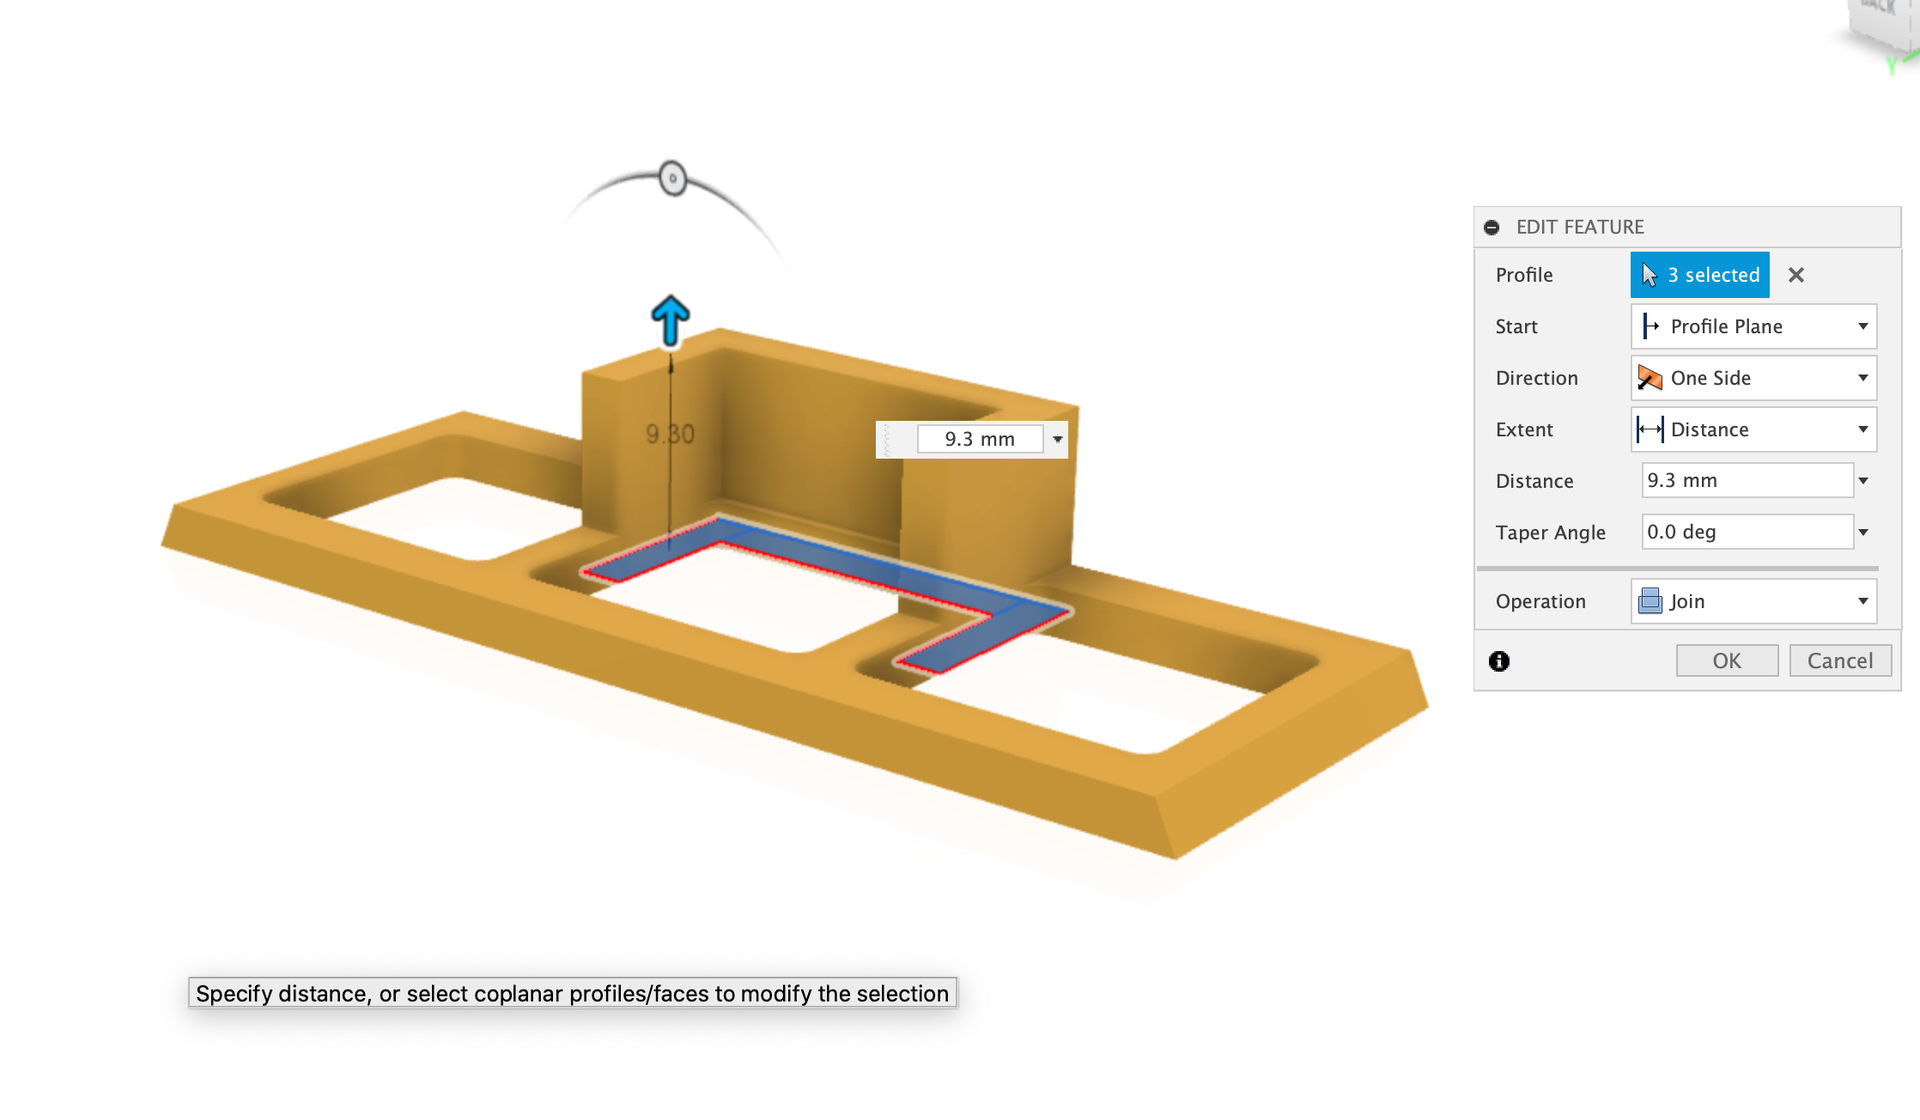 BACK
Y
EDIT FEATURE
Profile
3 selected
Start
Profile Plane
Direction
One Side
9.30
9.3 mm
Extent
Distance
Distance
9.3 mm
Taper Angle
0.0 deg
Operation
Join
OK
Cancel
Specify distance, or select coplanar profiles/faces to modify the selection